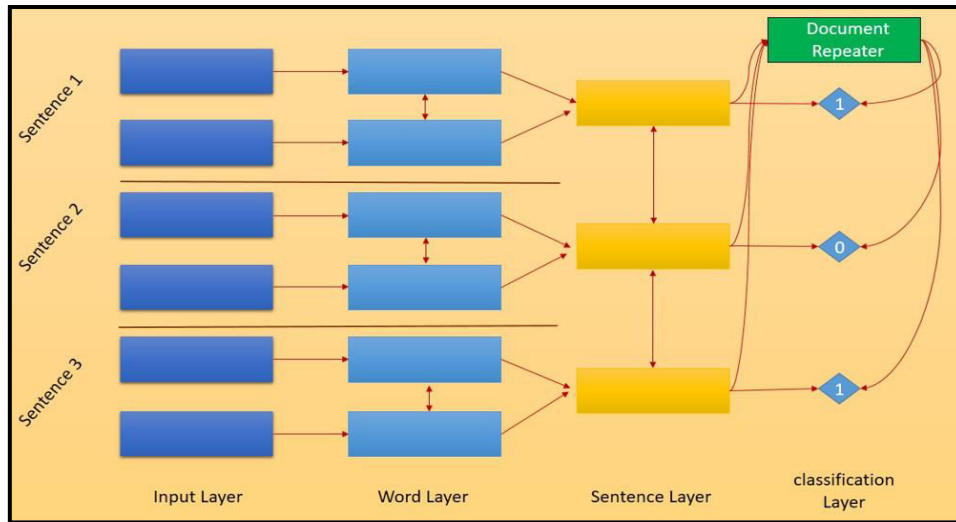 Document
Repeater
Sentence 1
1
Sentence 2
0
Sentence 3
1
Input Layer
Word Layer
Sentence Layer
classification
Layer